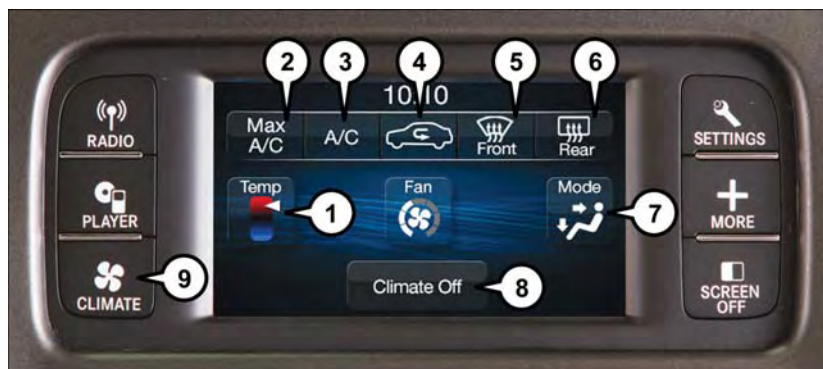 2
3
4
5
6
10:10
RADIO
Max
A/C
A/C
Front
Rear
SETTINGS
Temp
1
Fan
Mode
7
PLAYER
MORE
9
CLIMATE
Climate Off
8
SCREEN
OFF